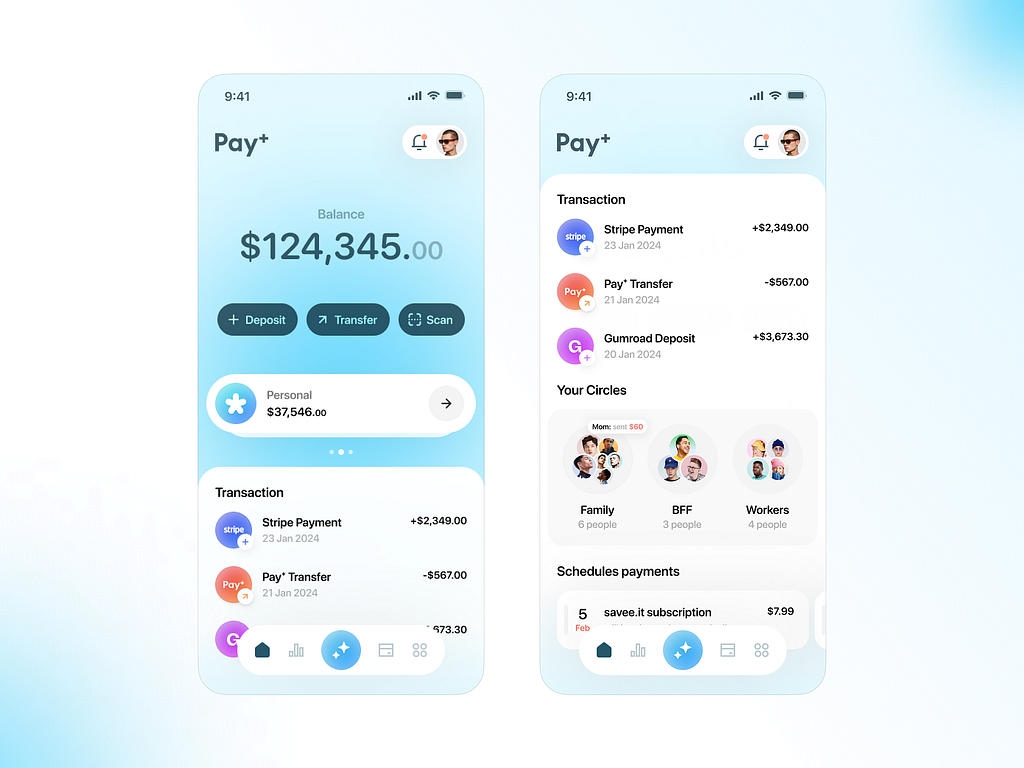 9:41
Pay+
Balance
$124,345.00
Deposit
Transfer
Scan
Personal
$37,546.00
Transaction
stripe
Stripe Payment
+$2,349.00
23 Jan 2024
Pay+
Pay+ Transfer
-$567.00
21 Jan 2024
G
673.30
9:41
Pay+
Transaction
stripe
Stripe Payment
+$2,349.00
23 Jan 2024
Pay+
Pay+ Transfer
-$567.00
21 Jan 2024
G
Gumroad Deposit
+$3,673.30
20 Jan 2024
Your Circles
Mom: sent $60
Family
6 people
BFF
3 people
Workers
4 people
Schedules payments
5
Feb
savee.it subscription
$7.99